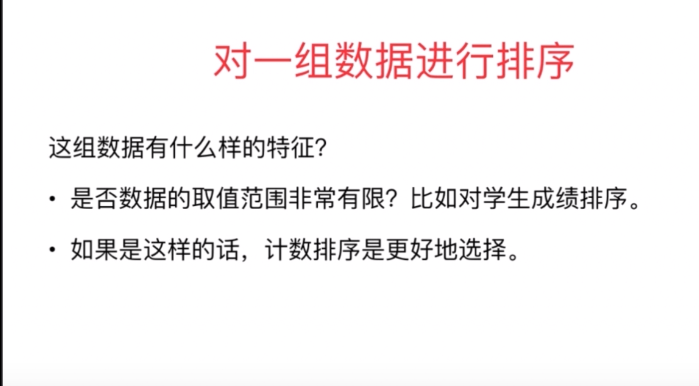 对一组数据进行排序
这组数据有什么样的特征？
• 是否数据的取值范围非常有限？比如对学生成绩排序。
• 如果是这样的话，计数排序是更好地选择。